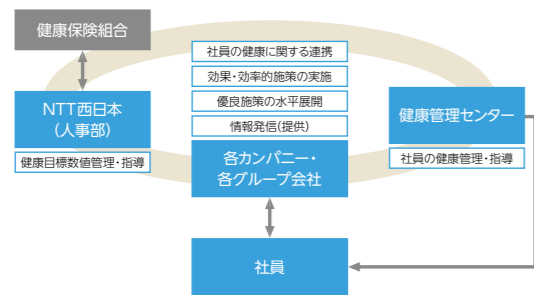 健康保険組合
社員の健康に関する連携
効果・効率的施策の実施
優良施策の水平展開
情報発信(提供)
NTT西日本
(人事部)
健康目標数値管理・指導
健康管理センター
社員の健康管理・指導
各カンパニー・
各グループ会社
社員